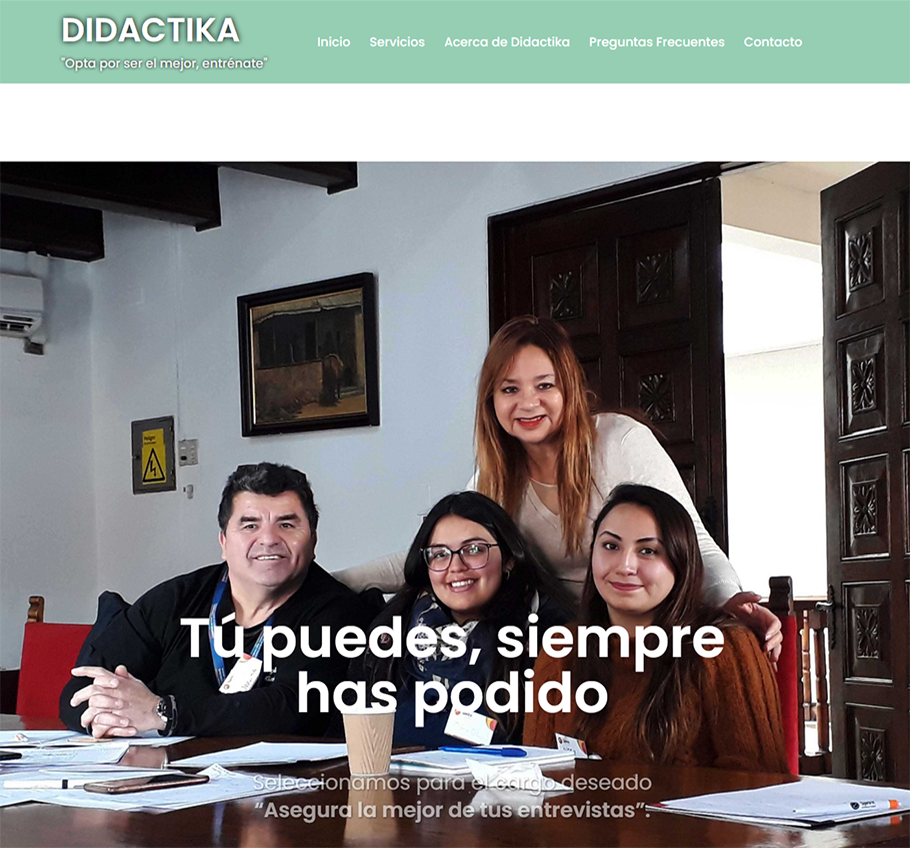 DIDACTIKA
"Opta por ser el mejor, entrénate"
Inicio Servicios Acerca de Didactika Preguntas Frecuentes Contacto
Tú puedes, siempre
has podido
Seleccionamos para el cargo deseado
“Asegura la mejor de tus entrevistas”.